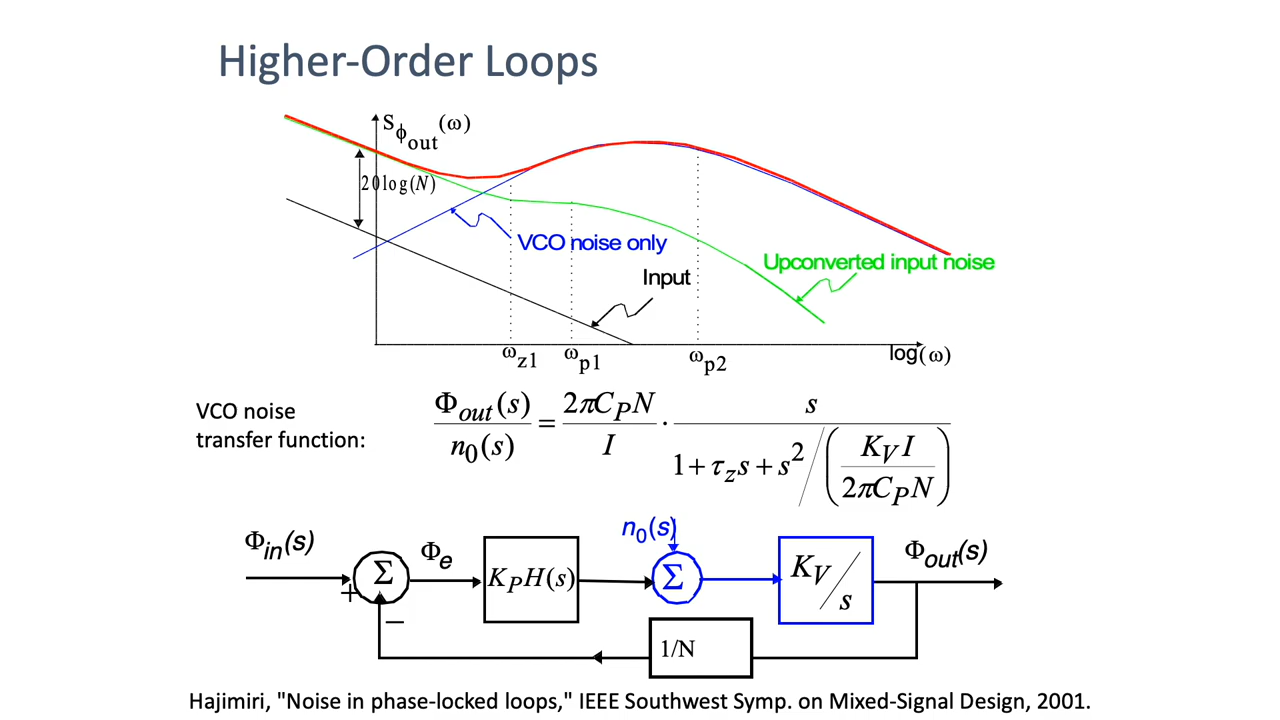 Higher-Order Loops
Sϕout(ω)
20log(N)
VCO noise only
Upconverted input noise
Input
ωz1 ωp1 ωp2 log(ω)
VCO noise
transfer function:
Φout(s)/n0(s) = 2πCPN/I · s/(1+τzs+s²/(KVI/2πCPN))
n0(s)
Φin(s) Φe Φout(s)
Σ KPH(s) Σ KV/s
+
−
1/N
Hajimiri, "Noise in phase-locked loops," IEEE Southwest Symp. on Mixed-Signal Design, 2001.